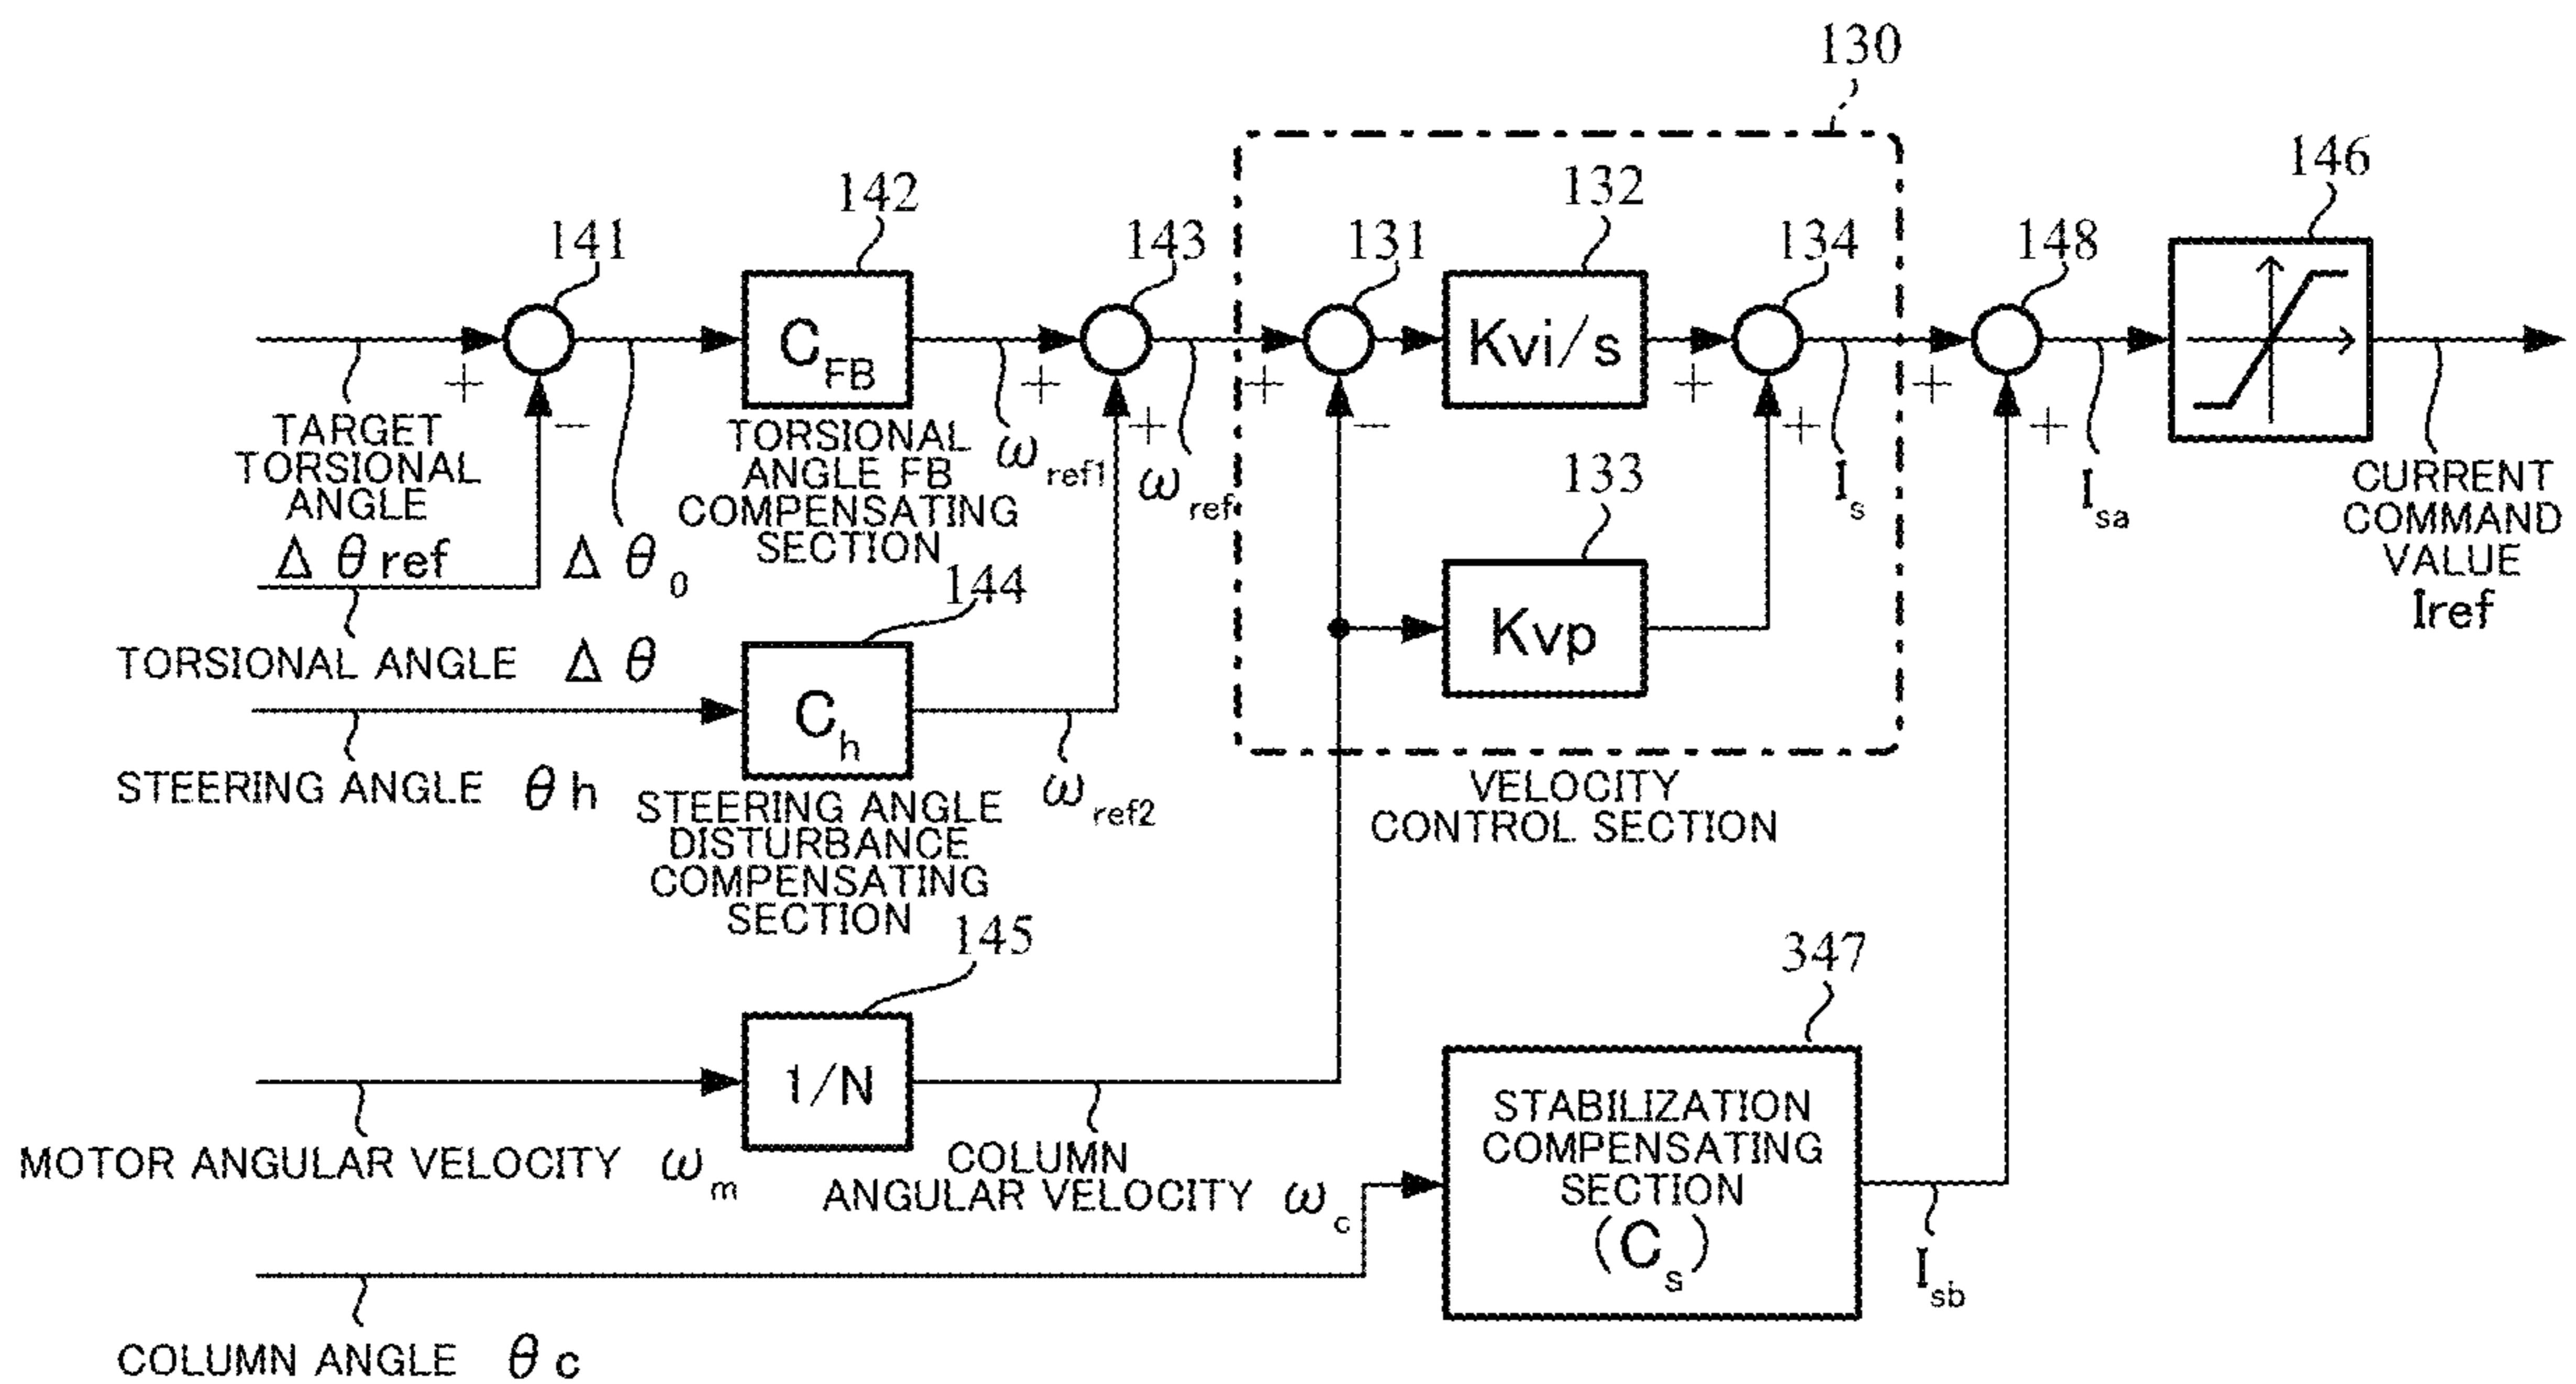 130
146
132
142
141
143
131
134
148
C FB
Kvi/s
+
+
+
+
+
−
+
−
+
+
+
TARGET
TORSIONAL
ANGLE
Δθref
Δθ0
TORSIONAL
ANGLE FB
COMPENSATING
SECTION
ωref1
ωref
133
Kvp
Is
Isa
CURRENT
COMMAND
VALUE
Iref
144
TORSIONAL ANGLE Δθ
Ch
STEERING ANGLE θh
STEERING ANGLE
DISTURBANCE
COMPENSATING
SECTION
ωref2
VELOCITY
CONTROL SECTION
145
347
1/N
MOTOR ANGULAR VELOCITY ωm
COLUMN
ANGULAR VELOCITY ωc
STABILIZATION
COMPENSATING
SECTION
(Cs)
Isb
COLUMN ANGLE θc